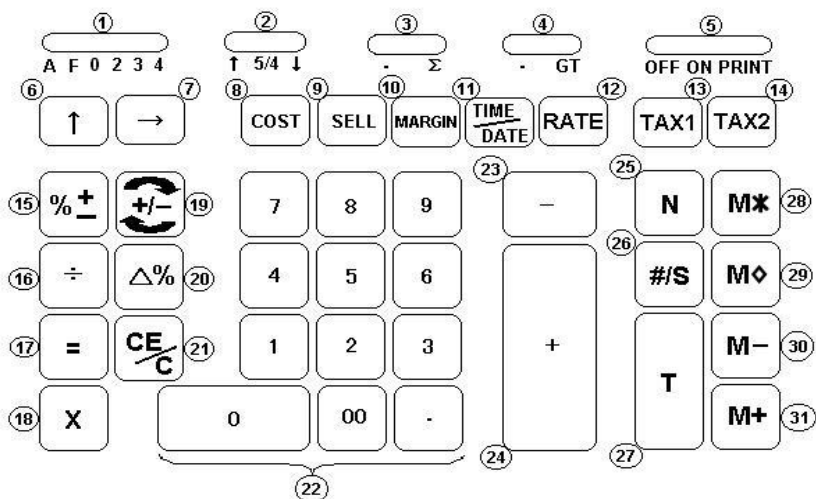 1 2 3 4 5
A F 0 2 3 4 ↑ 5/4 ↓ · Σ · GT OFF ON PRINT
6 7 8 9 10 11 12 13 14
↑ → COST SELL MARGIN TIME/DATE RATE TAX1 TAX2
23 25
15 %± +/− 19 7 8 9 − N M✱ 28
26
16 ÷ △% 20 4 5 6 #/S M◊ 29
17 = CE/C 21 1 2 3 + T M− 30
18 X 0 00 · M+ 31
24 27
22